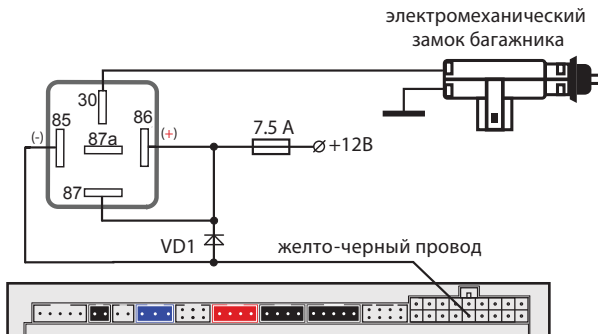 электромеханический
замок багажника
30
85
86
(-)
87a
(+)
7.5 А
+12В
87
VD1
желто-черный провод